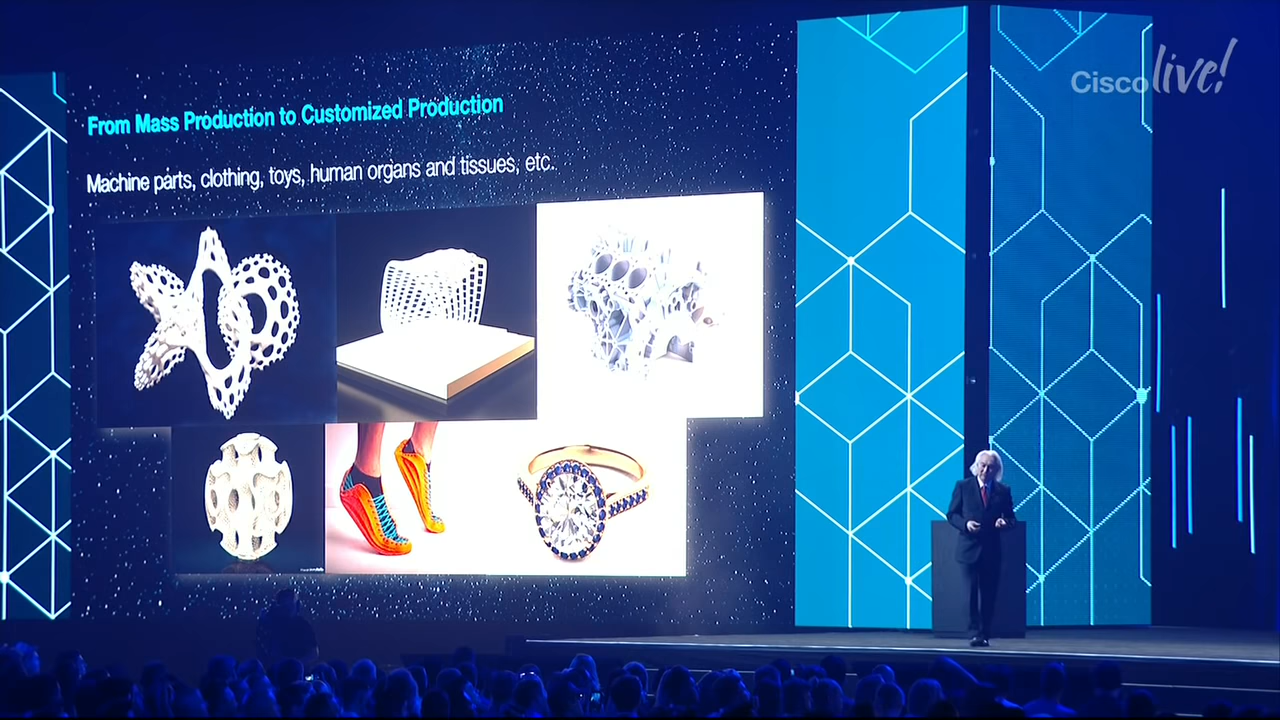 From Mass Production to Customized Production
Machine parts, clothing, toys, human organs and tissues, etc.
Cisco live!